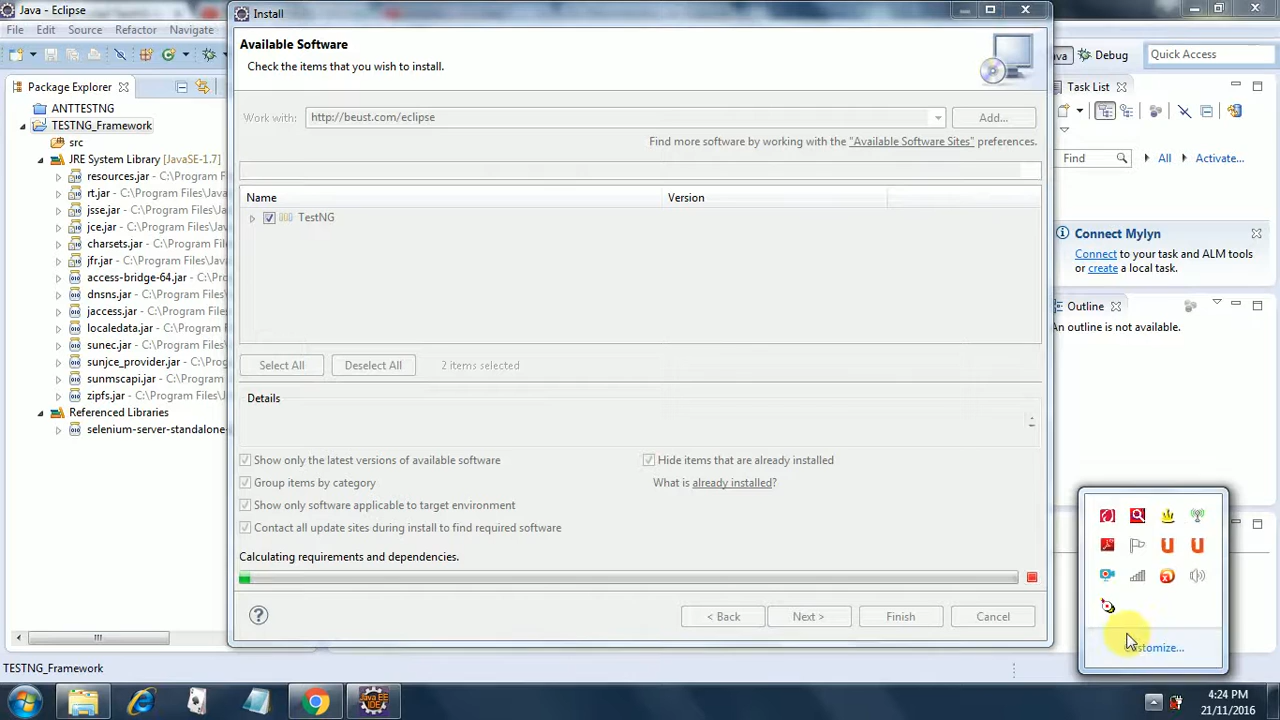 Java - Eclipse
Install
File Edit Source Refactor Navigate
Available Software
Check the items that you wish to install.
Debug
Quick Access
Package Explorer
Task List
ANTTESTNG
TESTNG_Framework
Work with: http://beust.com/eclipse
Add...
src
Find more software by working with the "Available Software Sites" preferences.
JRE System Library [JavaSE-1.7]
Find
All
Activate...
resources.jar - C:\Program Files\Java
rt.jar - C:\Program Files\Java
Name
Version
jsse.jar - C:\Program Files\Java
TestNG
jce.jar - C:\Program Files\Java
charsets.jar - C:\Program Files
Connect Mylyn
jfr.jar - C:\Program Files\Java
Connect to your task and ALM tools
or create a local task.
access-bridge-64.jar - C:\Pro
dnsns.jar - C:\Program Files
jaccess.jar - C:\Program Files
Outline
localedata.jar - C:\Program
An outline is not available.
sunec.jar - C:\Program Files
sunjce_provider.jar - C:\Prog
Select All
Deselect All
2 items selected
sunmscapi.jar - C:\Program
zipfs.jar - C:\Program Files
Details
Referenced Libraries
selenium-server-standalone-
Show only the latest versions of available software
Hide items that are already installed
Group items by category
What is already installed?
Show only software applicable to target environment
Contact all update sites during install to find required software
Calculating requirements and dependencies.
< Back
Next >
Finish
Cancel
TESTNG_Framework
4:24 PM
21/11/2016